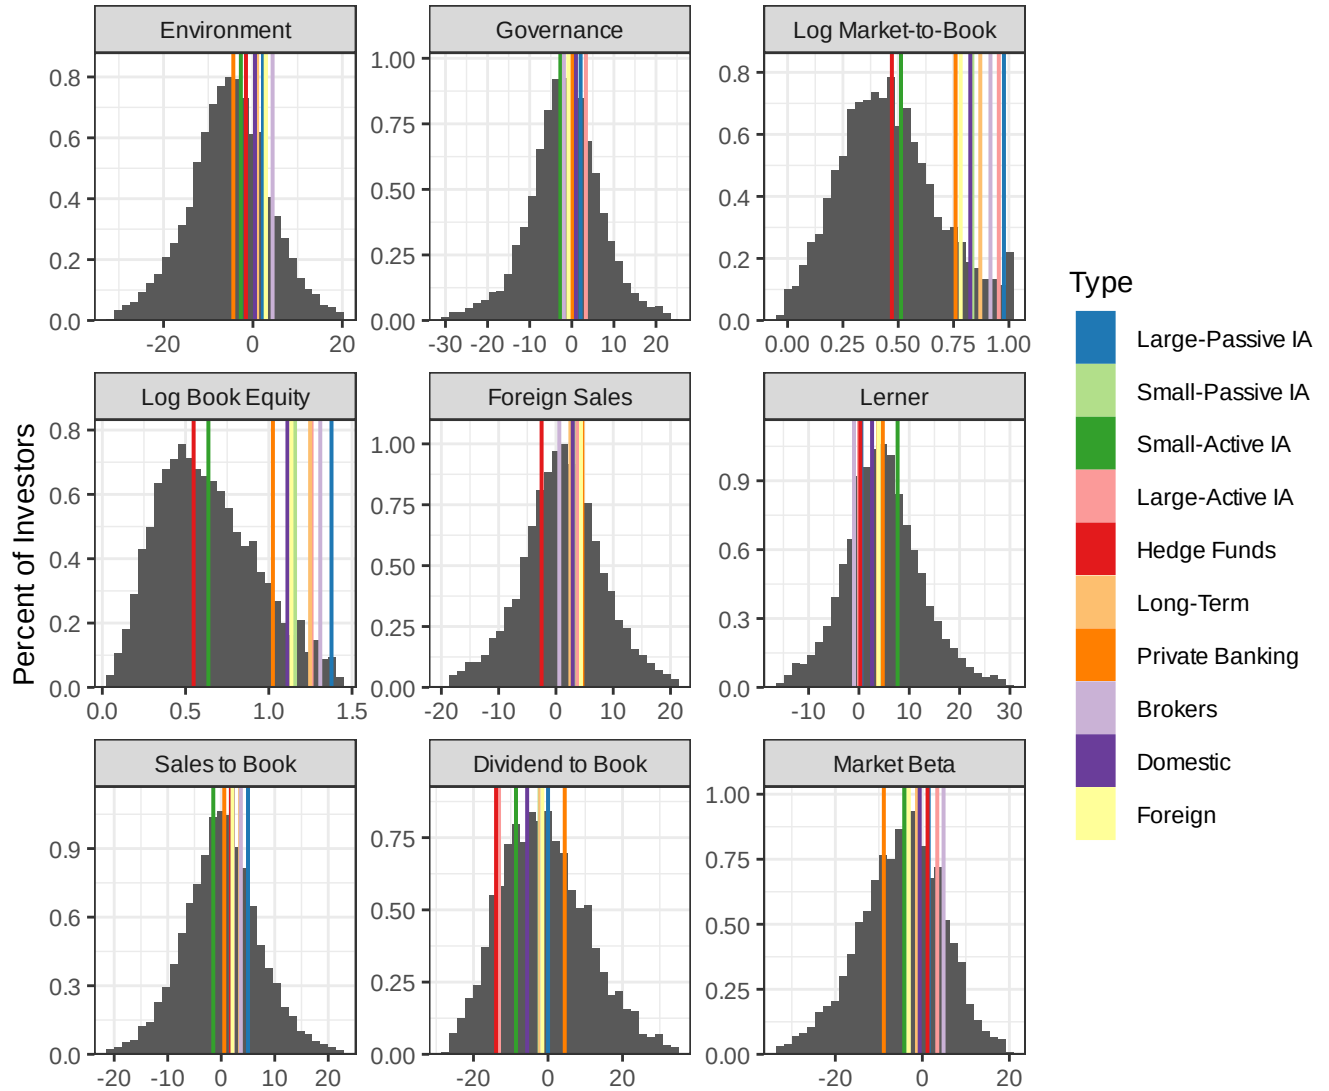 Environment
Governance
Log Market-to-Book
0.8
0.6
0.4
0.2
0.0
-20 0 20
1.00
0.75
0.50
0.25
0.00
-30 -20 -10 0 10 20
0.8
0.6
0.4
0.2
0.0
0.00 0.25 0.50 0.75 1.00
Log Book Equity
Foreign Sales
Lerner
0.8
0.6
0.4
0.2
0.0
0.0 0.5 1.0 1.5
1.00
0.75
0.50
0.25
0.00
-20 -10 0 10 20
0.9
0.6
0.3
0.0
-10 0 10 20 30
Sales to Book
Dividend to Book
Market Beta
0.9
0.6
0.3
0.0
-20 -10 0 10 20
0.75
0.50
0.25
0.00
-20 0 20
1.00
0.75
0.50
0.25
0.00
-20 0 20
Percent of Investors
Type
Large-Passive IA
Small-Passive IA
Small-Active IA
Large-Active IA
Hedge Funds
Long-Term
Private Banking
Brokers
Domestic
Foreign